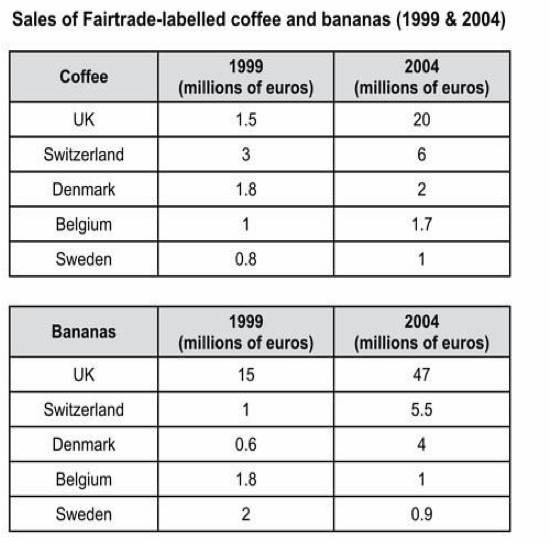 Sales of Fairtrade-labelled coffee and bananas (1999 & 2004)
Coffee 1999 (millions of euros) 2004 (millions of euros)
UK 1.5 20
Switzerland 3 6
Denmark 1.8 2
Belgium 1 1.7
Sweden 0.8 1
Bananas 1999 (millions of euros) 2004 (millions of euros)
UK 15 47
Switzerland 1 5.5
Denmark 0.6 4
Belgium 1.8 1
Sweden 2 0.9